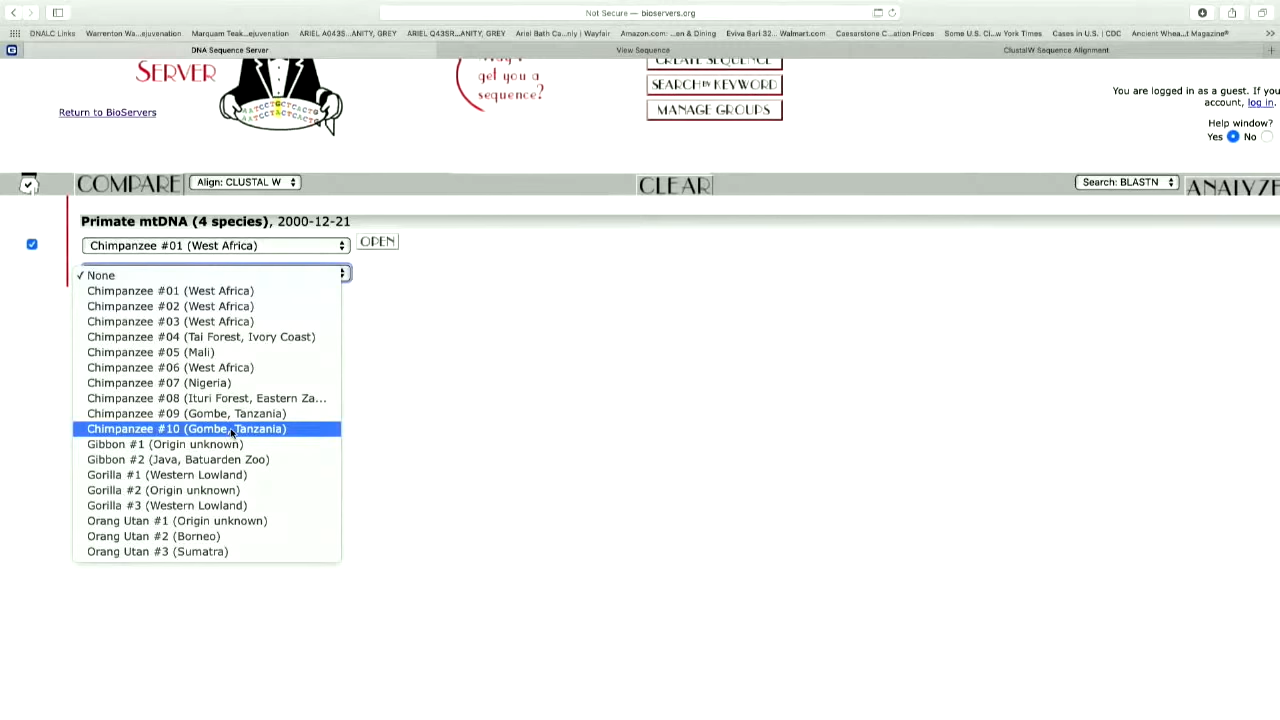 Not Secure — bioservers.org
DNALC Links Warrenton Wa...ejuvenation Marquam Teak...ejuvenation ARIEL A043S...ANITY, GREY ARIEL Q43SR...ANITY, GREY Ariel Bath Ca...nly | Wayfair Amazon.com: ...en & Dining Eviva Bari 32... Walmart.com Caesarstone C...ation Prices Some U.S. Ci...w York Times Cases in U.S. | CDC Ancient Whea...t Magazine®
DNA Sequence Server View Sequence ClustalW Sequence Alignment
SERVER
get you a
sequence?
CREATE SEQUENCE
SEARCH BY KEYWORD
MANAGE GROUPS
Return to BioServers
You are logged in as a guest. If you
account, log in.
Help window?
Yes No
COMPARE Align: CLUSTAL W CLEAR Search: BLASTN ANALYZE
Primate mtDNA (4 species), 2000-12-21
Chimpanzee #01 (West Africa) OPEN
✓ None
Chimpanzee #01 (West Africa)
Chimpanzee #02 (West Africa)
Chimpanzee #03 (West Africa)
Chimpanzee #04 (Tai Forest, Ivory Coast)
Chimpanzee #05 (Mali)
Chimpanzee #06 (West Africa)
Chimpanzee #07 (Nigeria)
Chimpanzee #08 (Ituri Forest, Eastern Za...
Chimpanzee #09 (Gombe, Tanzania)
Chimpanzee #10 (Gombe, Tanzania)
Gibbon #1 (Origin unknown)
Gibbon #2 (Java, Batuarden Zoo)
Gorilla #1 (Western Lowland)
Gorilla #2 (Origin unknown)
Gorilla #3 (Western Lowland)
Orang Utan #1 (Origin unknown)
Orang Utan #2 (Borneo)
Orang Utan #3 (Sumatra)